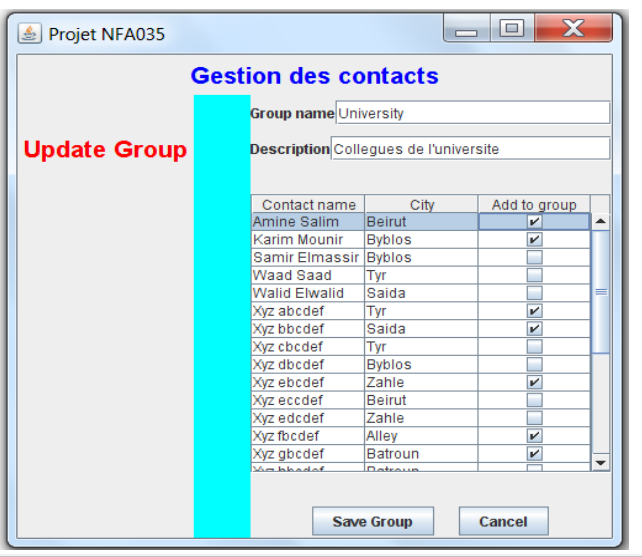 Projet NFA035
Gestion des contacts
Group name University
Update Group
Description Collegues de l'universite
Contact name City Add to group
Amine Salim Beirut
Karim Mounir Byblos
Samir Elmassir Byblos
Waad Saad Tyr
Walid Elwalid Saida
Xyz abcdef Tyr
Xyz bbcdef Saida
Xyz cbcdef Tyr
Xyz dbcdef Byblos
Xyz ebcdef Zahle
Xyz eccdef Beirut
Xyz edcdef Zahle
Xyz fbcdef Alley
Xyz gbcdef Batroun
Save Group Cancel